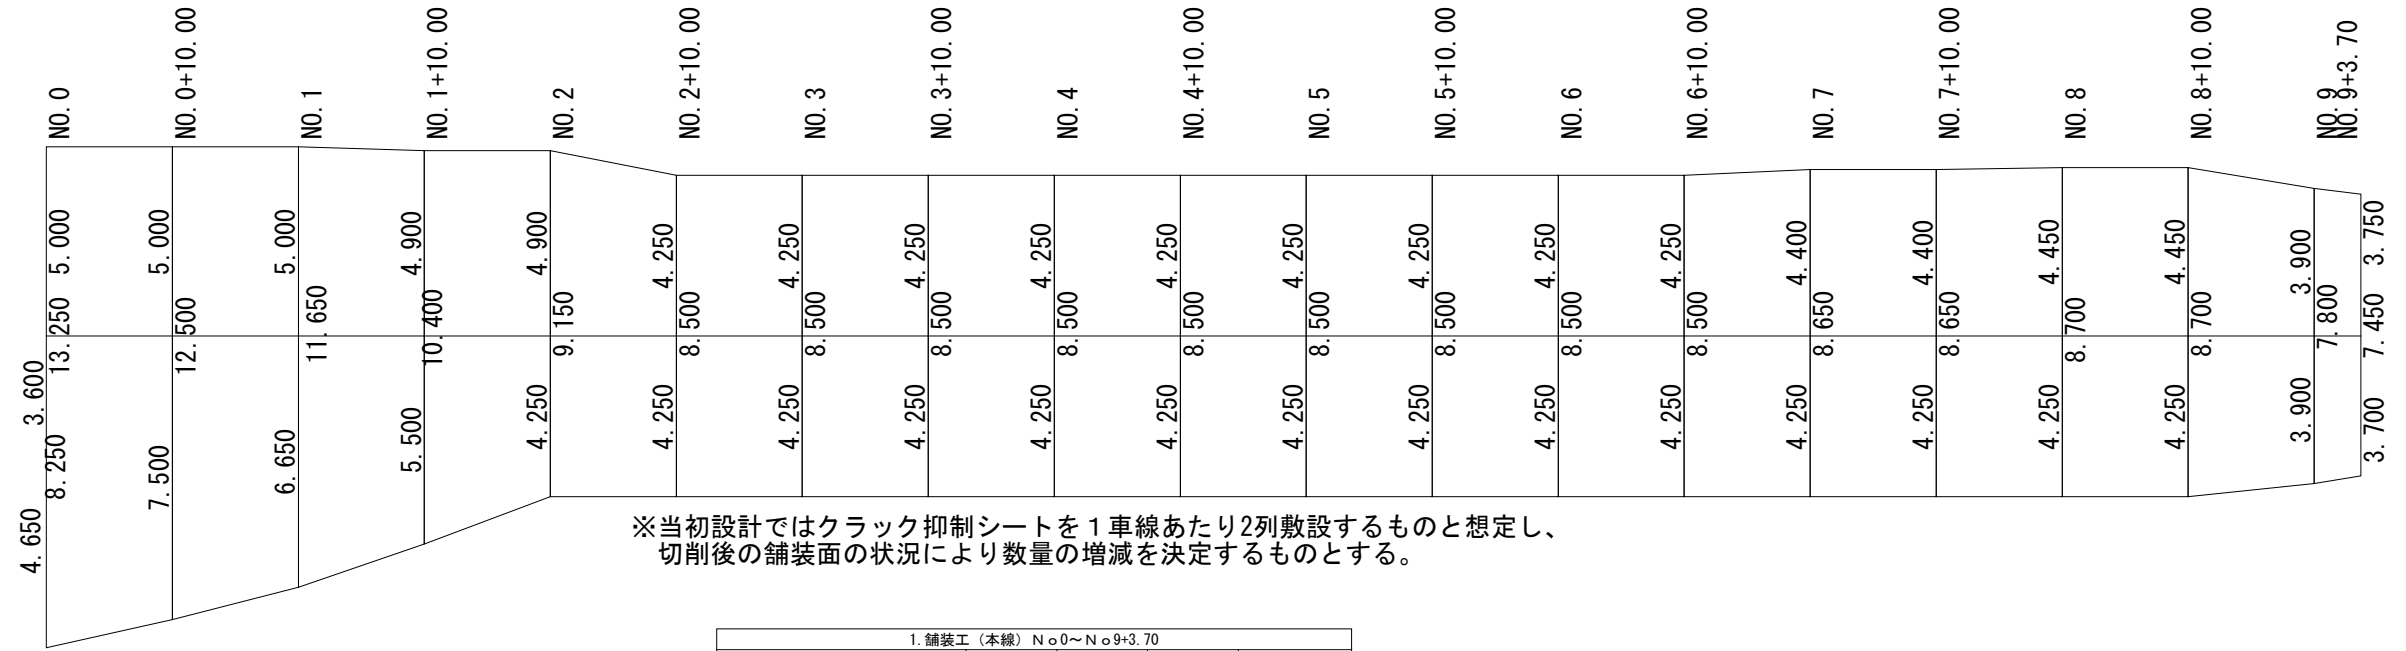 NO.0
NO.0+10.00
NO.1
NO.1+10.00
NO.2
NO.2+10.00
NO.3
NO.3+10.00
NO.4
NO.4+10.00
NO.5
NO.5+10.00
NO.6
NO.6+10.00
NO.7
NO.7+10.00
NO.8
NO.8+10.00
NO.9
NO.9+3.70
5.000
5.000
5.000
4.900
4.900
4.250
4.250
4.250
4.250
4.250
4.250
4.250
4.250
4.250
4.400
4.400
4.450
4.450
3.900
3.750
13.250
12.500
11.650
10.400
9.150
8.500
8.500
8.500
8.500
8.500
8.500
8.500
8.500
8.500
8.650
8.650
8.700
8.700
7.800
7.450
3.600
8.250
7.500
6.650
5.500
4.250
4.250
4.250
4.250
4.250
4.250
4.250
4.250
4.250
4.250
4.250
4.250
4.250
4.250
3.900
3.700
4.650
※当初設計ではクラック抑制シートを１車線あたり2列敷設するものと想定し、
切削後の舗装面の状況により数量の増減を決定するものとする。
1.舗装工（本線）Ｎｏ0～Ｎｏ9+3.70